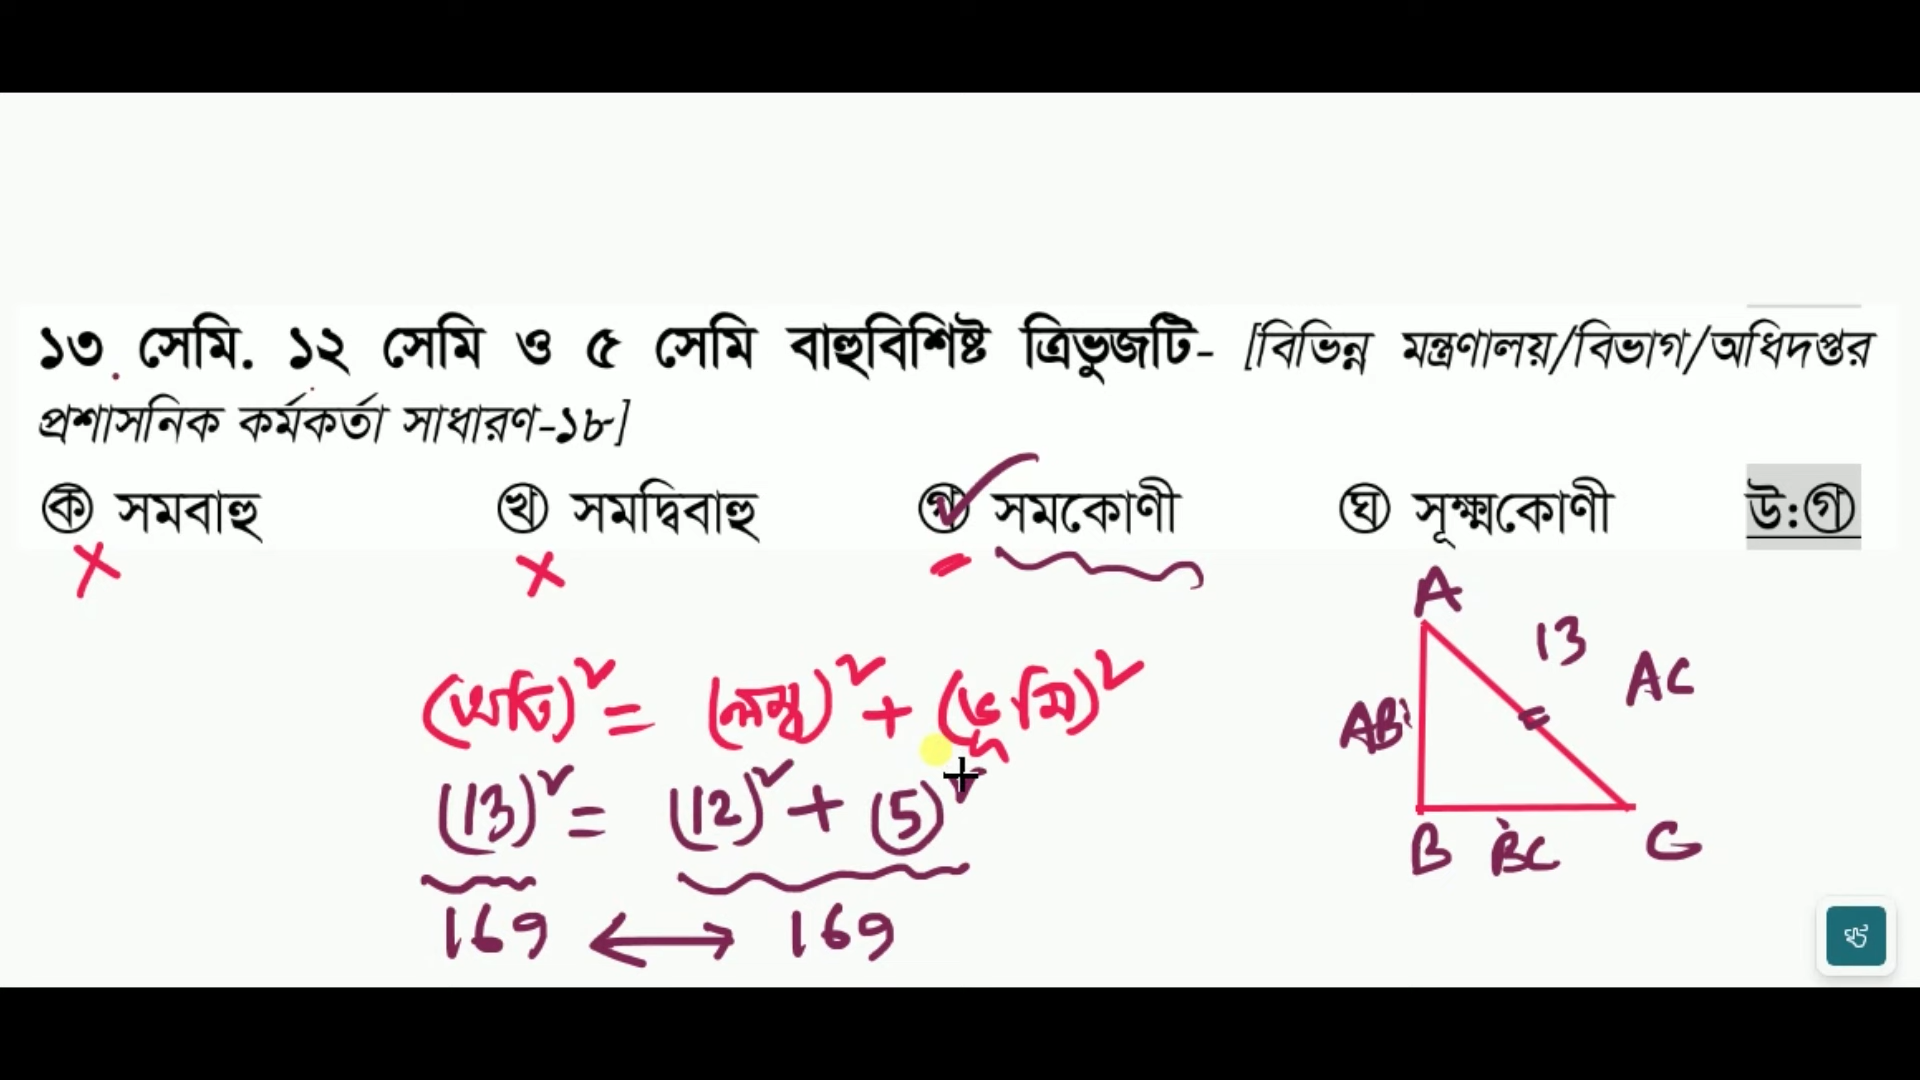 ১৩. সেমি. ১২ সেমি ও ৫ সেমি বাহুবিশিষ্ট ত্রিভুজটি- [বিভিন্ন মন্ত্রণালয়/বিভাগ/অধিদপ্তর
প্রশাসনিক কর্মকর্তা সাধারণ-১৮]
ক সমবাহু খ সমদ্বিবাহু গ সমকোণী ঘ সূক্ষ্মকোণী উ:গ
A
13
AC
AB
B BC C
(অতি)² = (লম্ব)² + (ভূমি)²
(13)² = (12)² + (5)²
169 ↔ 169